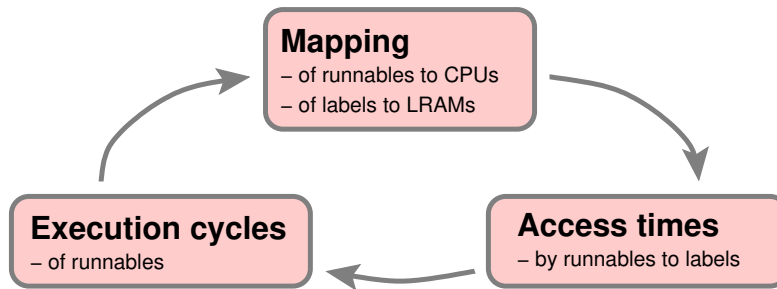 Mapping
– of runnables to CPUs
– of labels to LRAMs
Execution cycles
– of runnables
Access times
– by runnables to labels